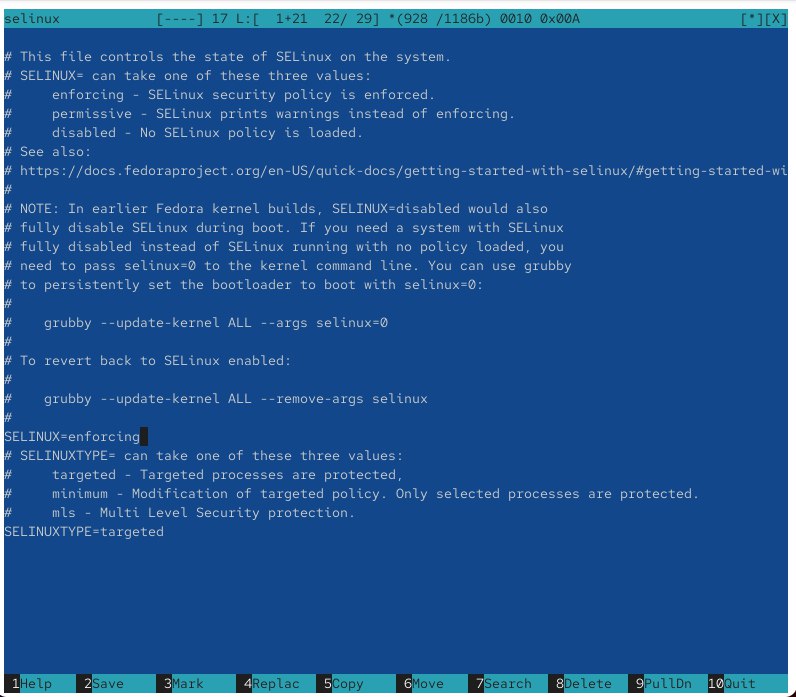 selinux [----] 17 L:[ 1+21 22/ 29] *(928 /1186b) 0010 0x00A [*][X]
# This file controls the state of SELinux on the system.
# SELINUX= can take one of these three values:
#     enforcing - SELinux security policy is enforced.
#     permissive - SELinux prints warnings instead of enforcing.
#     disabled - No SELinux policy is loaded.
# See also:
# https://docs.fedoraproject.org/en-US/quick-docs/getting-started-with-selinux/#getting-started-wi
#
# NOTE: In earlier Fedora kernel builds, SELINUX=disabled would also
# fully disable SELinux during boot. If you need a system with SELinux
# fully disabled instead of SELinux running with no policy loaded, you
# need to pass selinux=0 to the kernel command line. You can use grubby
# to persistently set the bootloader to boot with selinux=0:
#
#    grubby --update-kernel ALL --args selinux=0
#
# To revert back to SELinux enabled:
#
#    grubby --update-kernel ALL --remove-args selinux
#
SELINUX=enforcing
# SELINUXTYPE= can take one of these three values:
#     targeted - Targeted processes are protected,
#     minimum - Modification of targeted policy. Only selected processes are protected.
#     mls - Multi Level Security protection.
SELINUXTYPE=targeted
1Help 2Save 3Mark 4Replac 5Copy 6Move 7Search 8Delete 9PullDn 10Quit